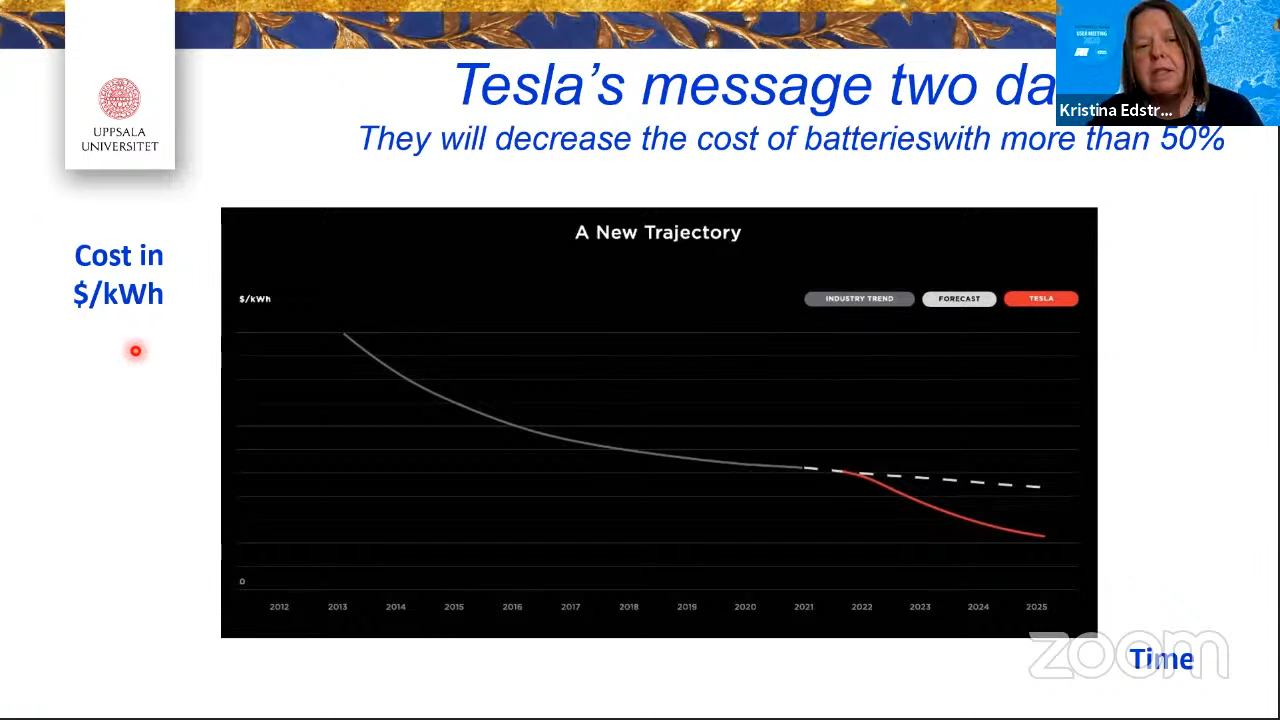 UPPSALA
UNIVERSITET
Tesla’s message two da
They will decrease the cost of batterieswith more than 50%
USER MEETING
Kristina Edstr...
Cost in
$/kWh
A New Trajectory
$/kWh
INDUSTRY TREND FORECAST TESLA
0
2012 2013 2014 2015 2016 2017 2018 2019 2020 2021 2022 2023 2024 2025
zoom
Time